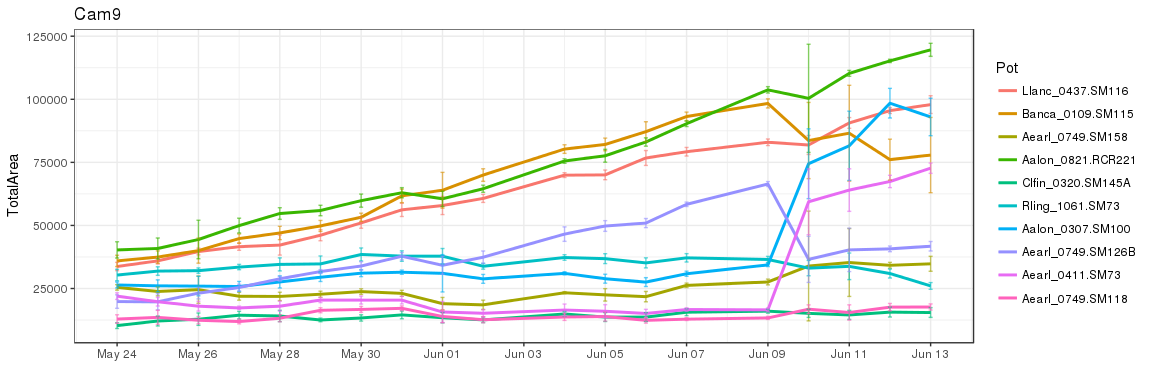 Cam9
TotalArea
125000
100000
75000
50000
25000
May 24
May 26
May 28
May 30
Jun 01
Jun 03
Jun 05
Jun 07
Jun 09
Jun 11
Jun 13
Pot
Llanc_0437.SM116
Banca_0109.SM115
Aearl_0749.SM158
Aalon_0821.RCR221
Clfin_0320.SM145A
Rling_1061.SM73
Aalon_0307.SM100
Aearl_0749.SM126B
Aearl_0411.SM73
Aearl_0749.SM118